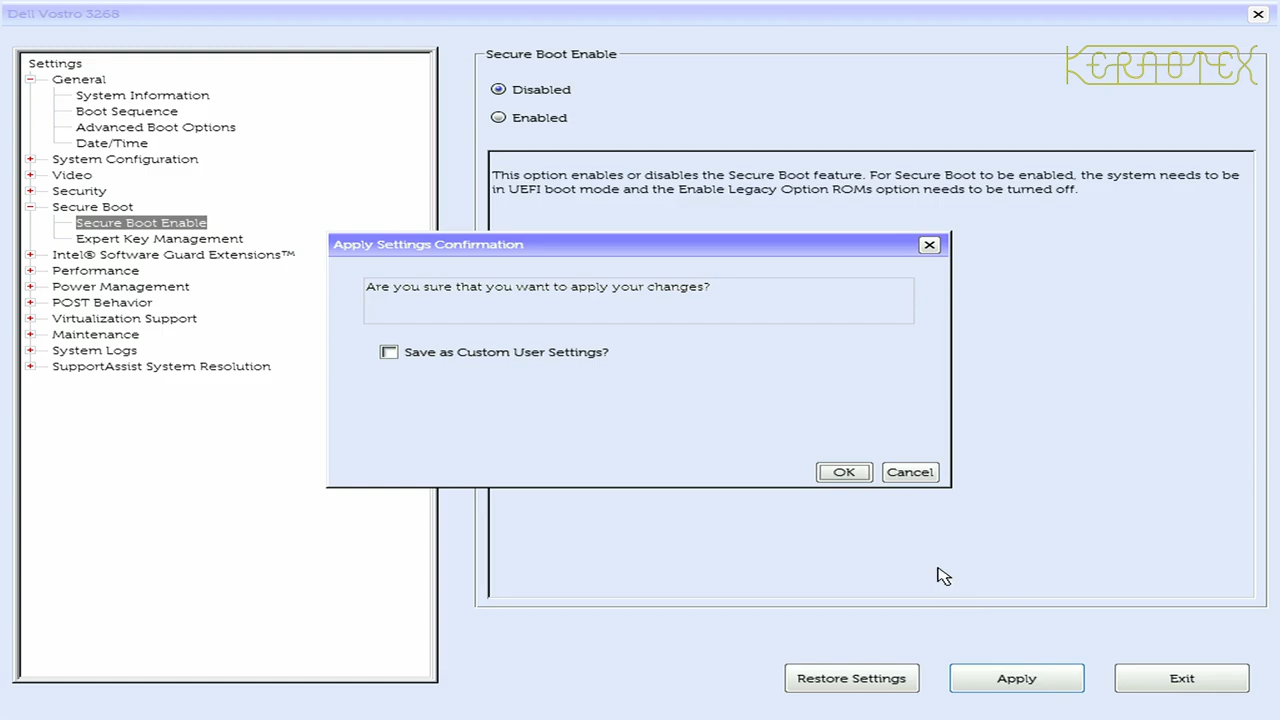 Dell Vostro 3268
Settings
General
System Information
Boot Sequence
Advanced Boot Options
Date/Time
System Configuration
Video
Security
Secure Boot
Secure Boot Enable
Expert Key Management
Intel® Software Guard Extensions™
Performance
Power Management
POST Behavior
Virtualization Support
Maintenance
System Logs
SupportAssist System Resolution
Secure Boot Enable
KERAOTEX
Disabled
Enabled
This option enables or disables the Secure Boot feature. For Secure Boot to be enabled, the system needs to be
in UEFI boot mode and the Enable Legacy Option ROMs option needs to be turned off.
Apply Settings Confirmation
Are you sure that you want to apply your changes?
Save as Custom User Settings?
OK
Cancel
Restore Settings
Apply
Exit